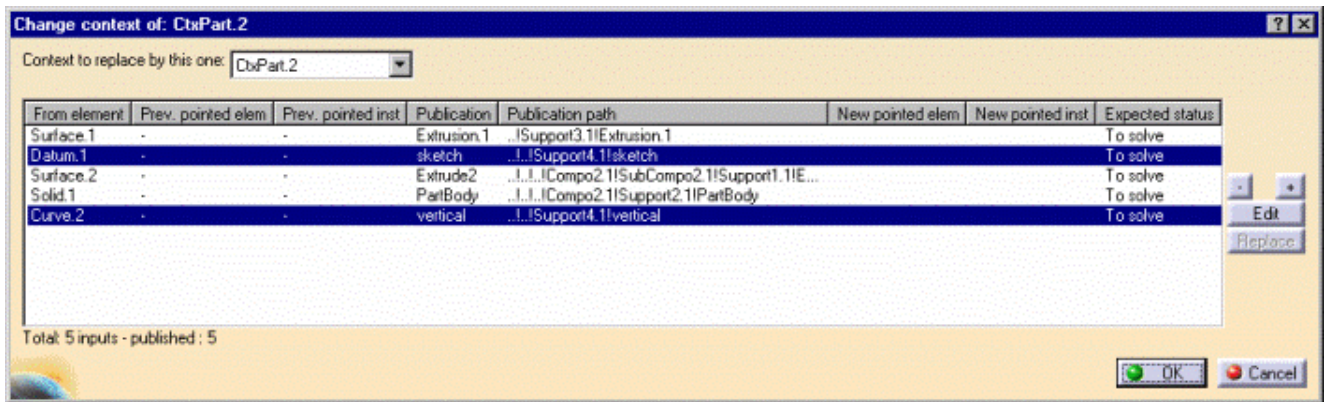 Change context of: CtxPart.2
? X
Context to replace by this one: CtxPart.2
From element Prev. pointed elem Prev. pointed inst Publication Publication path New pointed elem New pointed inst Expected status
Surface.1 - - Extrusion.1 ..!Support3.1!Extrusion.1 To solve
Datum.1 - - sketch ..!..!Support4.1!sketch To solve
Surface.2 - - Extrude2 ..!..!..!Compo2.1!SubCompo2.1!Support1.1!E... To solve
Solid.1 - - PartBody ..!..!..!Compo2.1!Support2.1!PartBody To solve
Curve.2 - - vertical ..!..!Support4.1!vertical To solve
- +
Edit
Replace
Total: 5 inputs - published : 5
OK Cancel